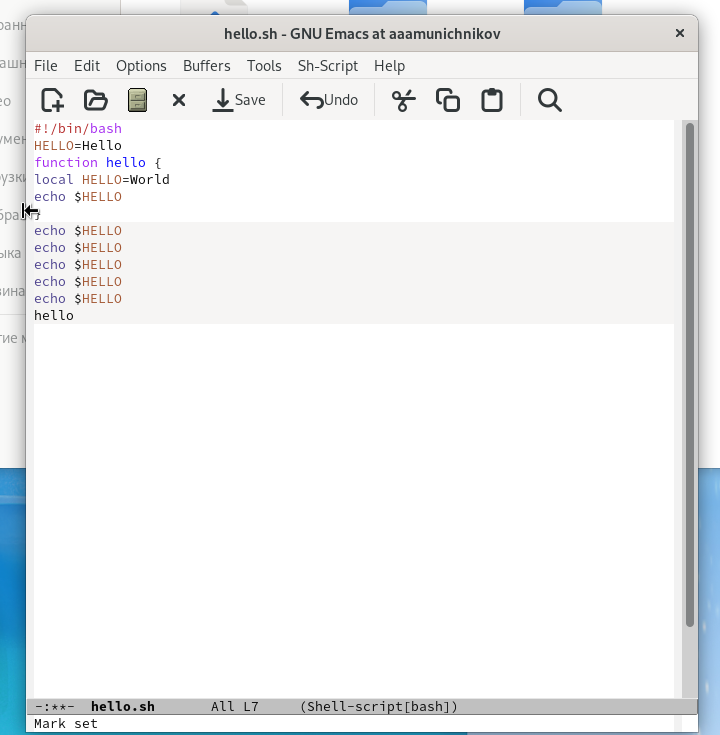 hello.sh - GNU Emacs at aaamunichnikov
File Edit Options Buffers Tools Sh-Script Help
Save Undo
#!/bin/bash
HELLO=Hello
function hello {
local HELLO=World
echo $HELLO
}
echo $HELLO
echo $HELLO
echo $HELLO
echo $HELLO
echo $HELLO
hello
-:**- hello.sh All L7 (Shell-script[bash])
Mark set